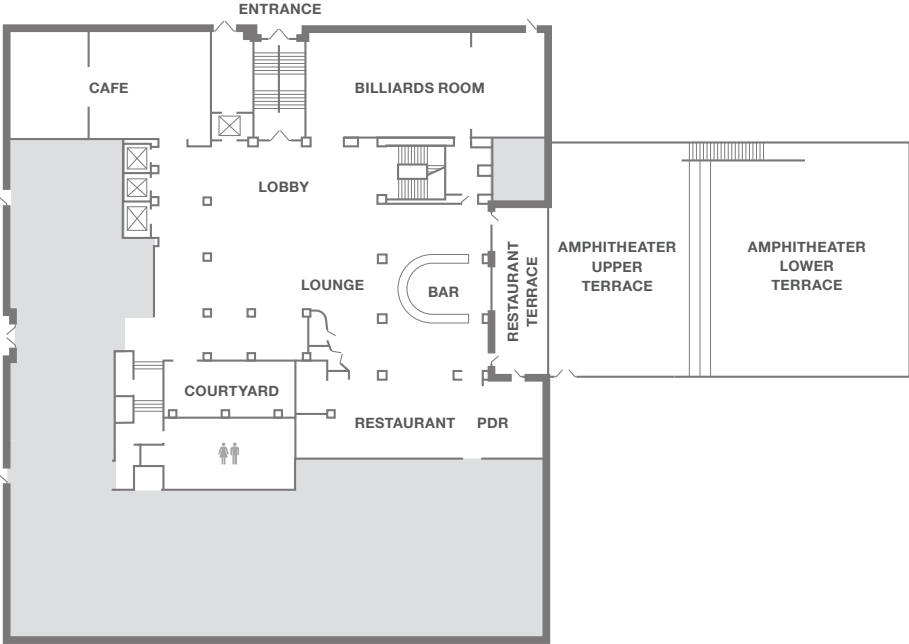 ENTRANCE
CAFE
BILLIARDS ROOM
LOBBY
LOUNGE
BAR
RESTAURANT
TERRACE
AMPHITHEATER
UPPER
TERRACE
AMPHITHEATER
LOWER
TERRACE
COURTYARD
RESTAURANT
PDR